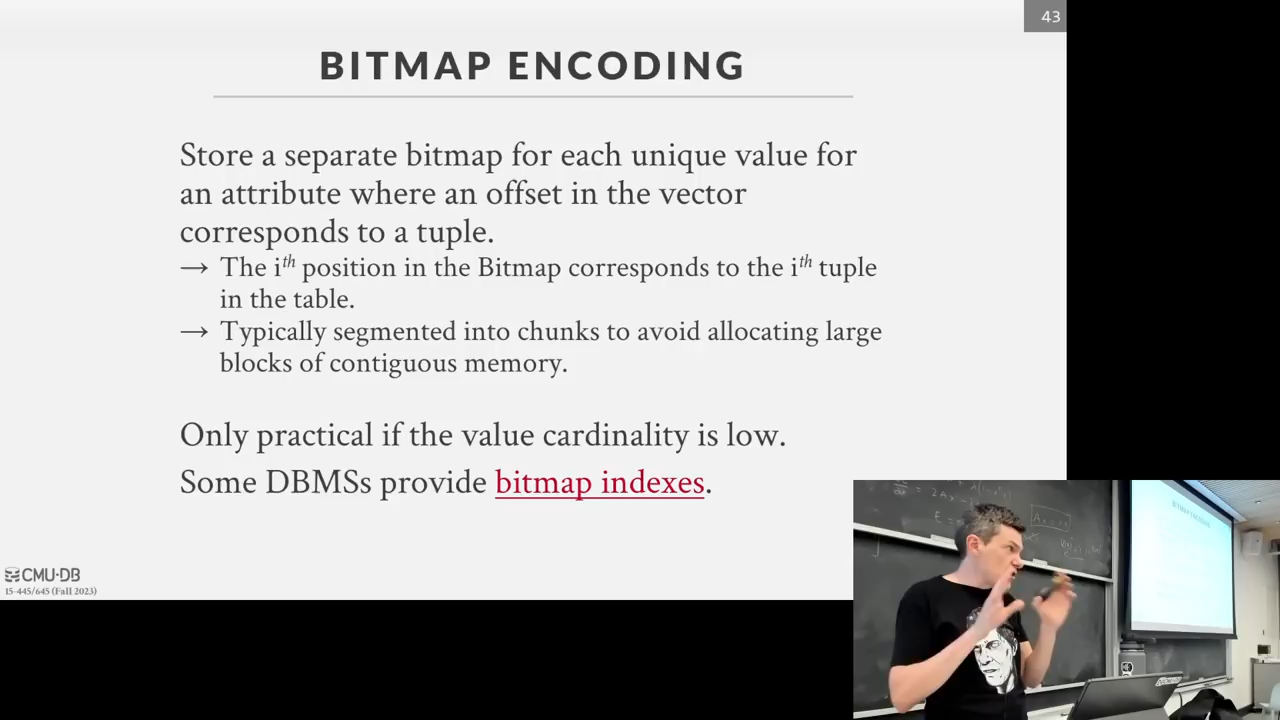 43
BITMAP ENCODING
Store a separate bitmap for each unique value for
an attribute where an offset in the vector
corresponds to a tuple.
→ The iᵗʰ position in the Bitmap corresponds to the iᵗʰ tuple
in the table.
→ Typically segmented into chunks to avoid allocating large
blocks of contiguous memory.
Only practical if the value cardinality is low.
Some DBMSs provide bitmap indexes.
CMU·DB
15-445/645 (Fall 2023)
BITMAP ENCODING